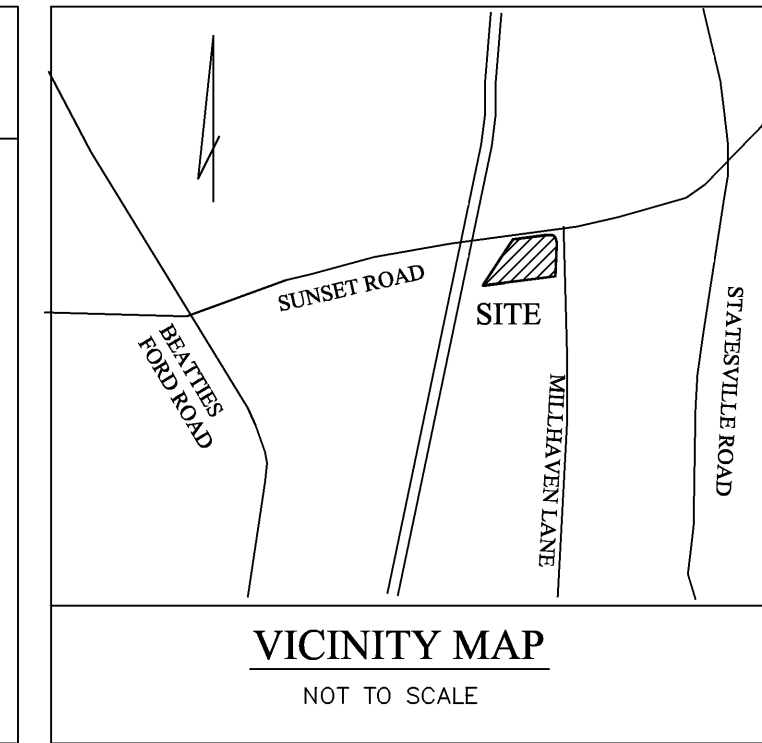 SUNSET ROAD
SITE
BEATTIES
FORD ROAD
MILLHAVEN LANE
STATESVILLE ROAD
VICINITY MAP
NOT TO SCALE